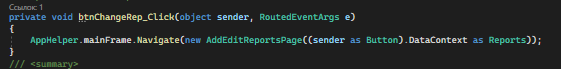 Ссылок: 1
private void btnChangeRep_Click(object sender, RoutedEventArgs e)
{
AppHelper.mainFrame.Navigate(new AddEditReportsPage((sender as Button).DataContext as Reports));
}
/// <summary>